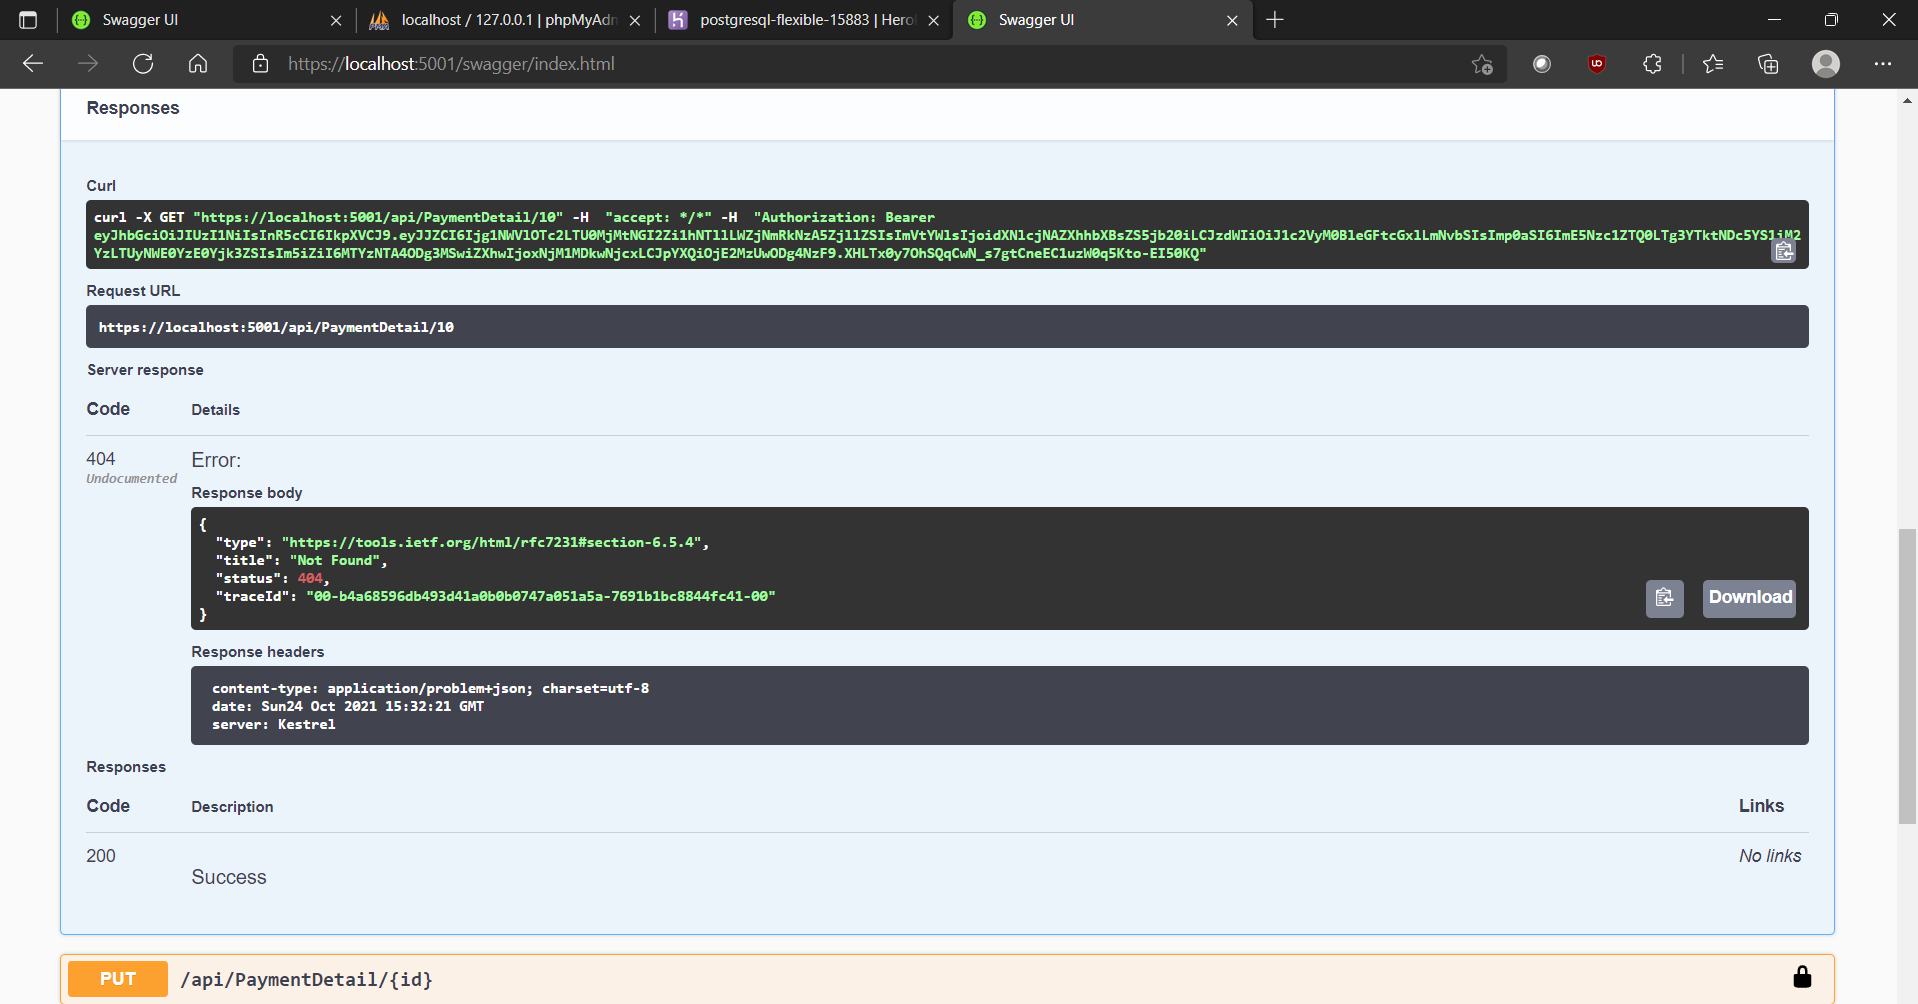 Swagger UI
localhost / 127.0.0.1 | phpMyAdm
postgresql-flexible-15883 | Hero
Swagger UI
https://localhost:5001/swagger/index.html
Responses
Curl
curl -X GET "https://localhost:5001/api/PaymentDetail/10" -H  "accept: */*" -H  "Authorization: Bearer
Request URL
https://localhost:5001/api/PaymentDetail/10
Server response
Code Details
404 Error:
Undocumented
Response body
{
"type": "https://tools.ietf.org/html/rfc7231#section-6.5.4",
"title": "Not Found",
"status": 404,
"traceId": "00-b4a68596db493d41a0b0b0747a051a5a-7691b1bc8844fc41-00"
}
Download
Response headers
content-type: application/problem+json; charset=utf-8
date: Sun24 Oct 2021 15:32:21 GMT
server: Kestrel
Responses
Code Description Links
200 No links
Success
PUT /api/PaymentDetail/{id}